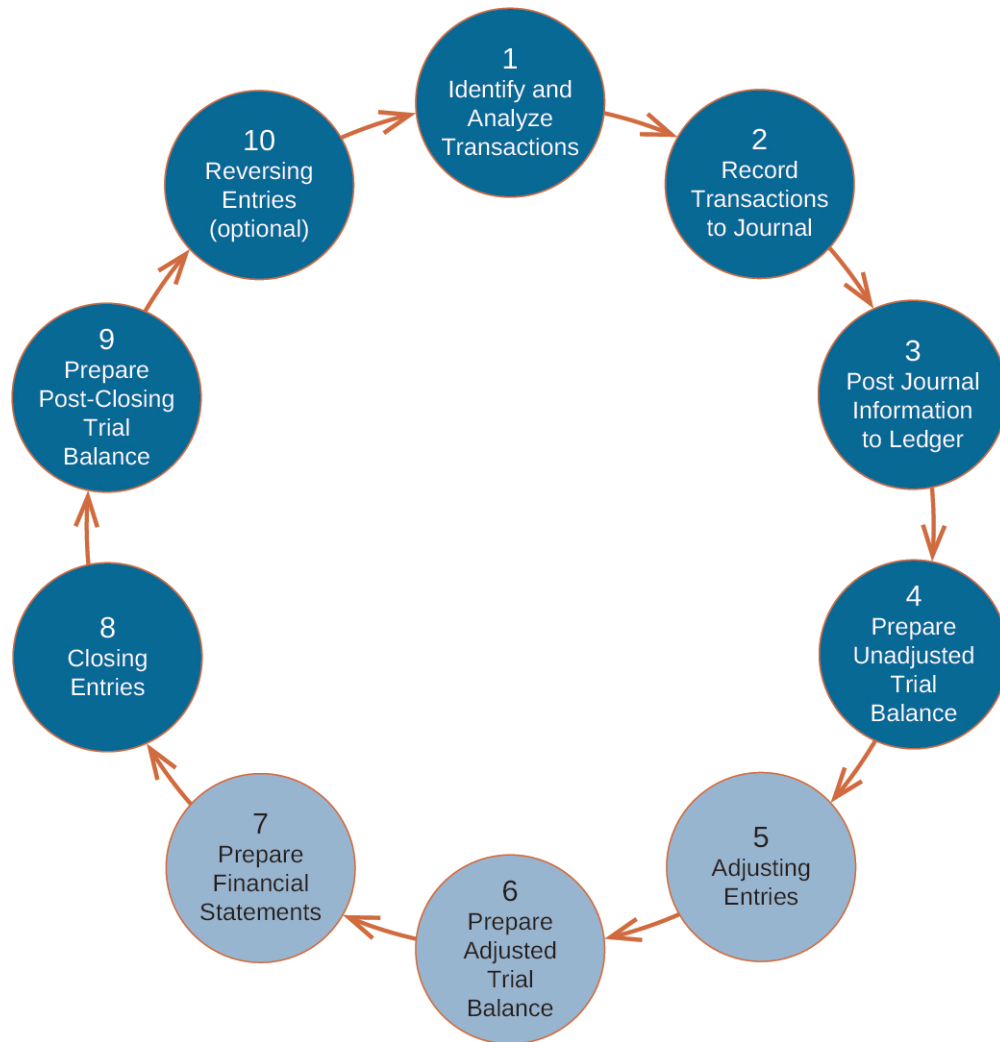 1
Identify and
Analyze
Transactions
2
Record
Transactions
to Journal
3
Post Journal
Information
to Ledger
4
Prepare
Unadjusted
Trial
Balance
5
Adjusting
Entries
6
Prepare
Adjusted
Trial
Balance
7
Prepare
Financial
Statements
8
Closing
Entries
9
Prepare
Post-Closing
Trial
Balance
10
Reversing
Entries
(optional)